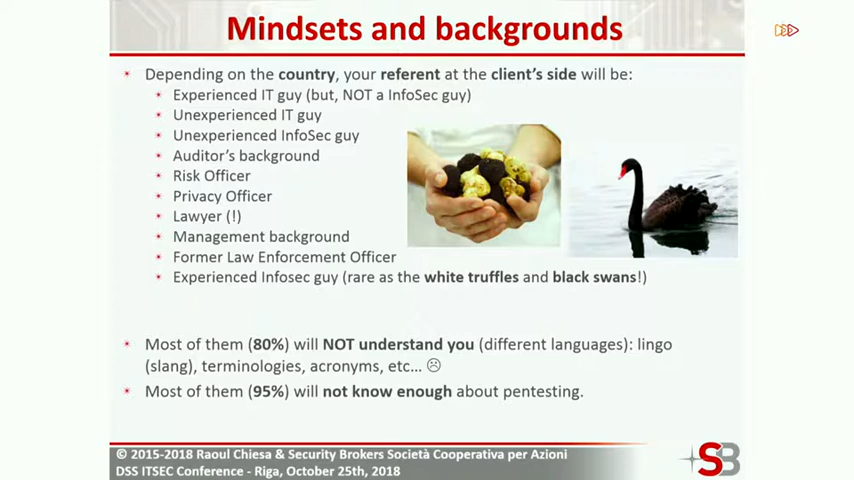 Mindsets and backgrounds
Depending on the country, your referent at the client's side will be:
Experienced IT guy (but, NOT a InfoSec guy)
Unexperienced IT guy
Unexperienced InfoSec guy
Auditor's background
Risk Officer
Privacy Officer
Lawyer (!)
Management background
Former Law Enforcement Officer
Experienced Infosec guy (rare as the white truffles and black swans!)
Most of them (80%) will NOT understand you (different languages): lingo
(slang), terminologies, acronyms, etc… ☹
Most of them (95%) will not know enough about pentesting.
© 2015-2018 Raoul Chiesa & Security Brokers Società Cooperativa per Azioni
DSS ITSEC Conference - Riga, October 25th, 2018
SB